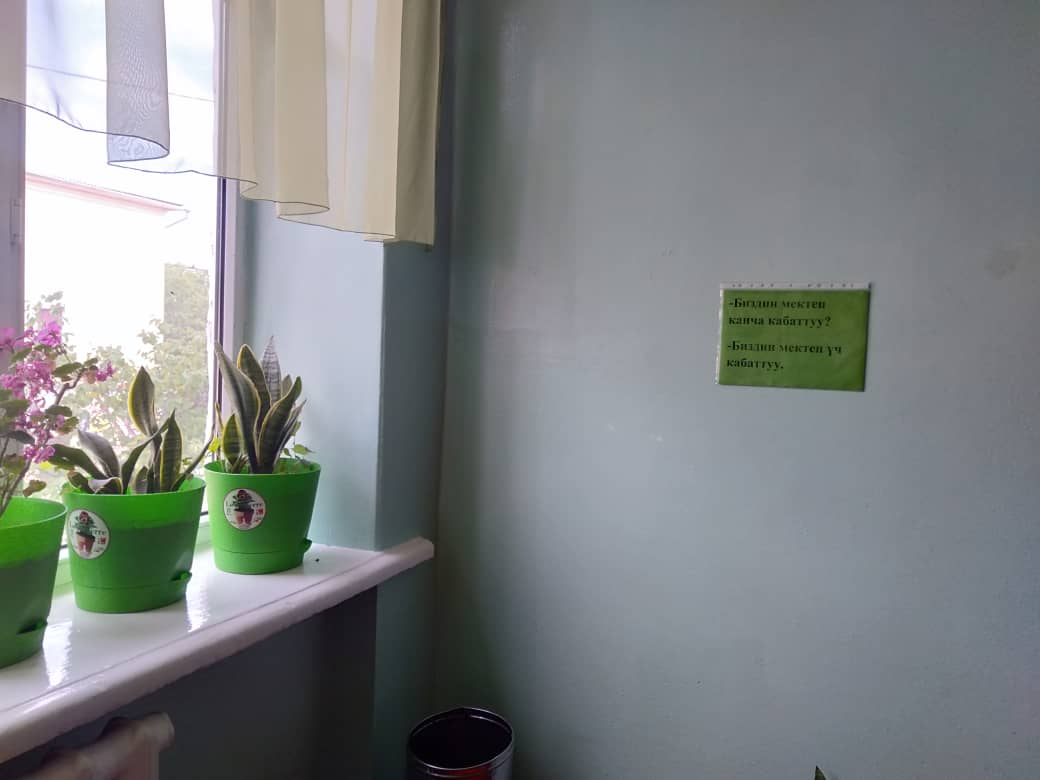 -Биздин мектеп
канча кабаттуу?
-Биздин мектеп үч
кабаттуу.